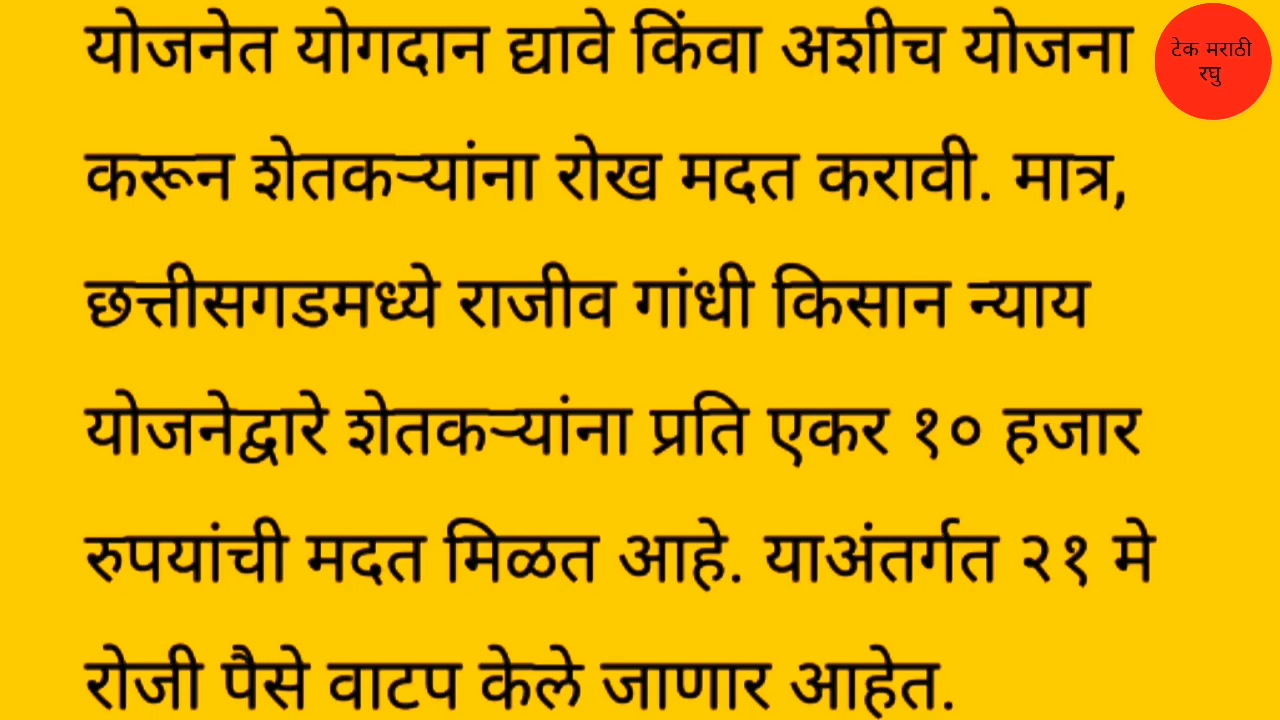 योजनेत योगदान द्यावे किंवा अशीच योजना
टेक मराठी
रघु
करून शेतकऱ्यांना रोख मदत करावी. मात्र,
छत्तीसगडमध्ये राजीव गांधी किसान न्याय
योजनेद्वारे शेतकऱ्यांना प्रति एकर १० हजार
रुपयांची मदत मिळत आहे. याअंतर्गत २१ मे
रोजी पैसे वाटप केले जाणार आहेत.